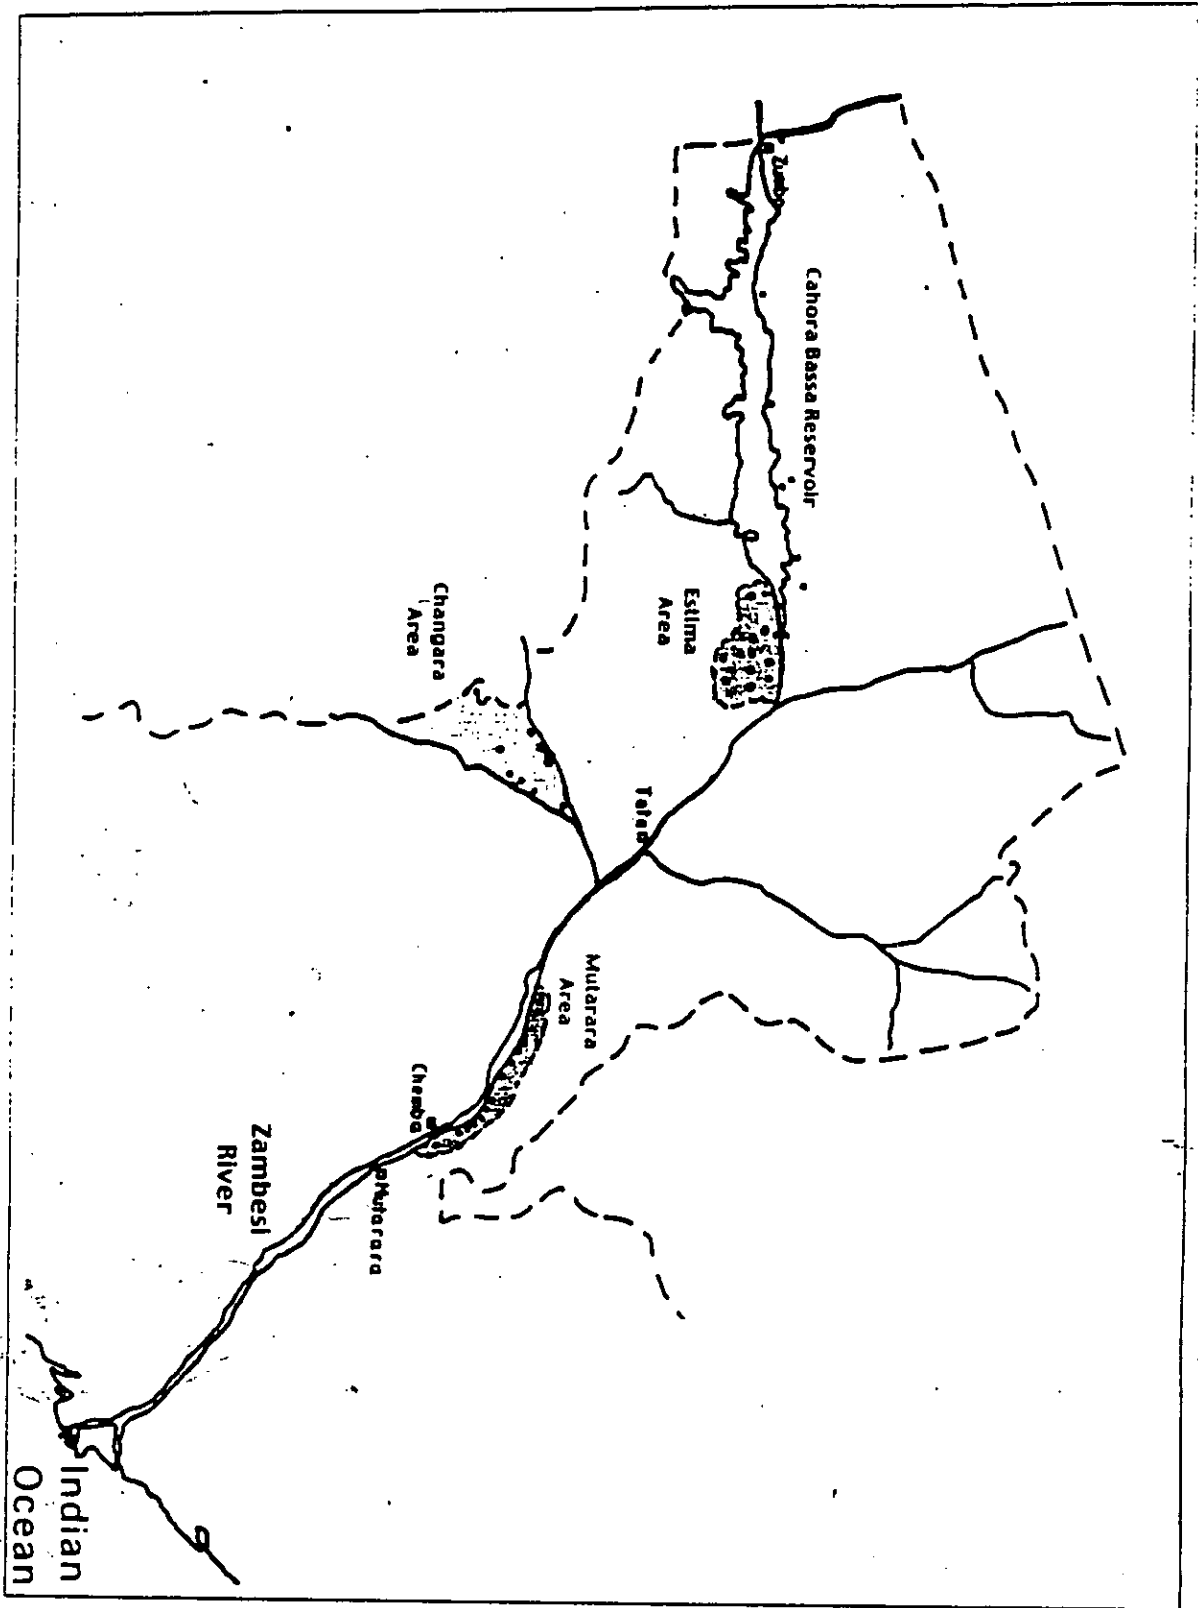 Zumbo
Cahora Bassa Reservoir
Estima
Area
Changara
Area
Tete
Mutarara
Area
Chemba
Mutarara
Zambesi
River
Indian
Ocean